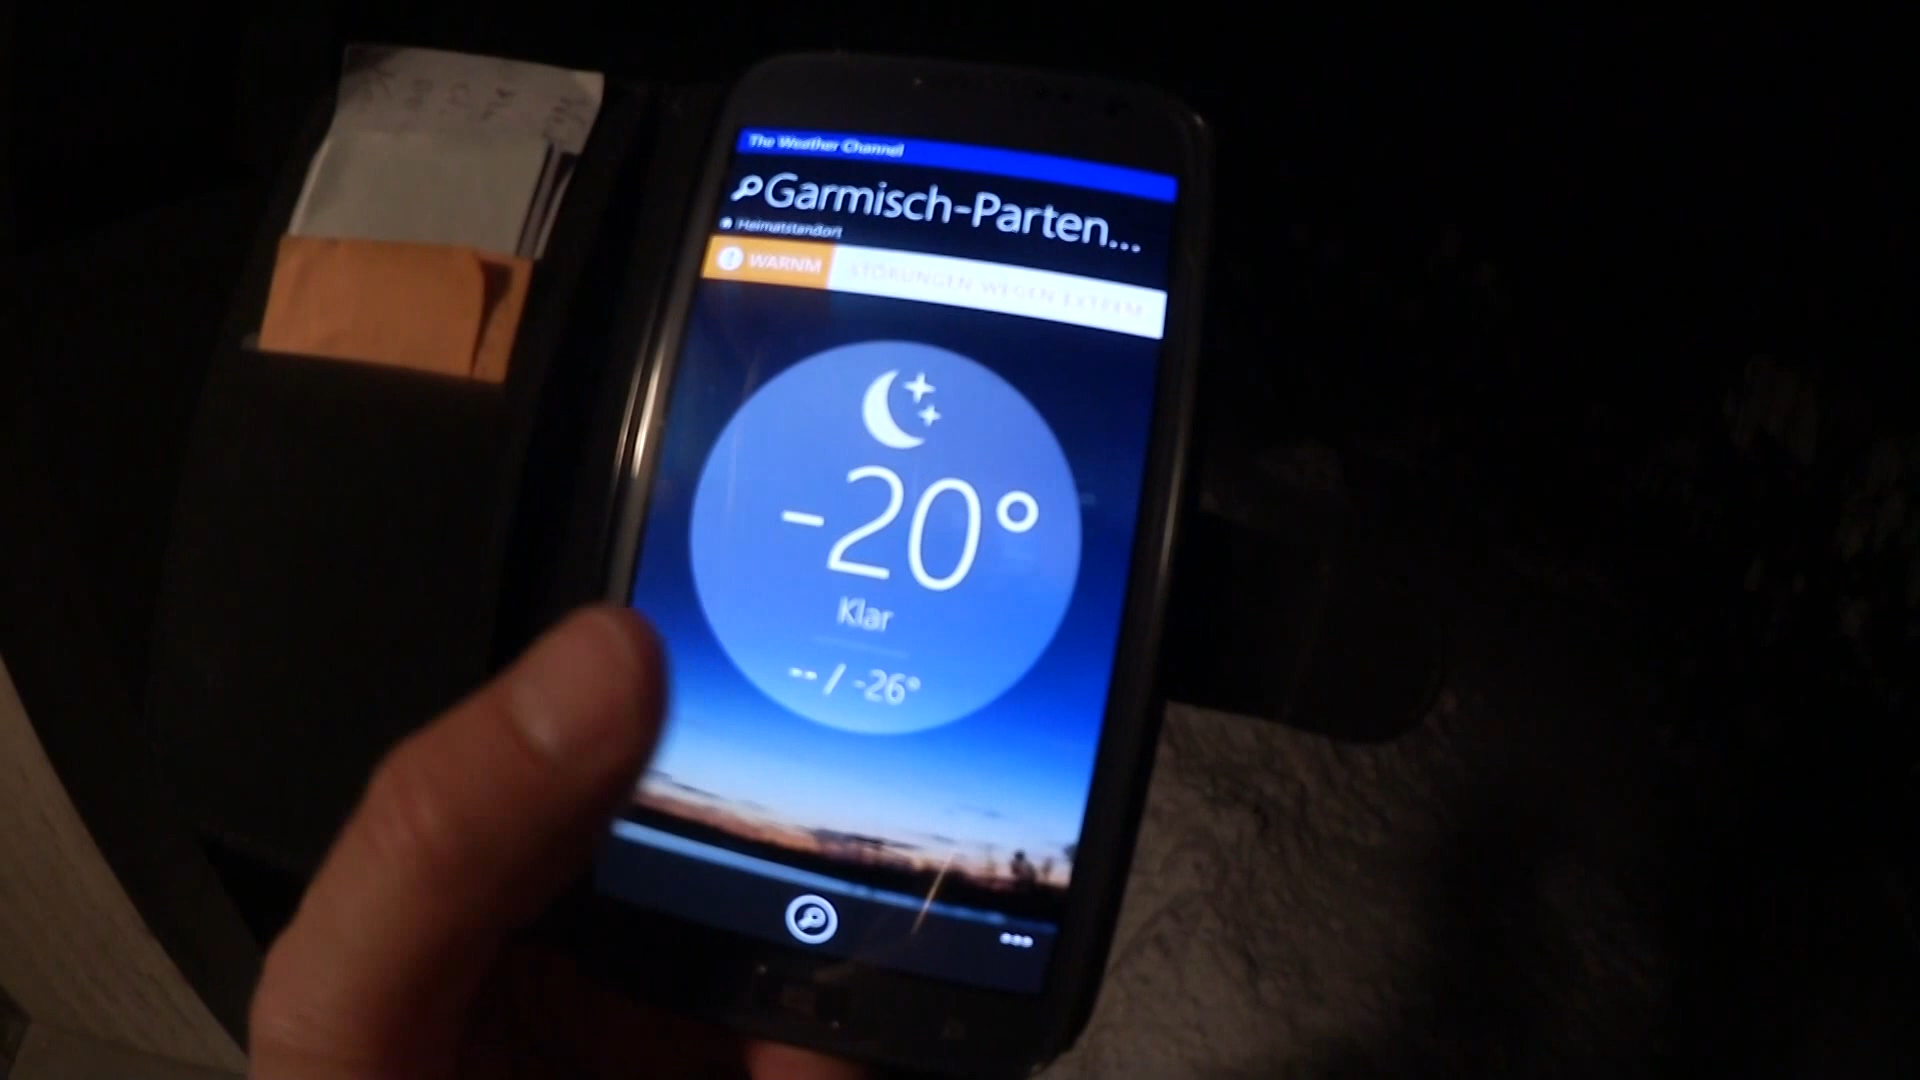 The Weather Channel
Garmisch-Parten...
Heimatstandort
WARNM STÖRUNGEN WEGEN EXTREM
-20°
Klar
-- / -26°